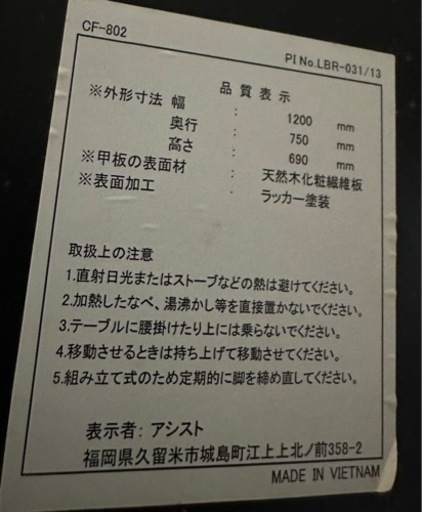 CF-802
PI No.LBR-031/13
品質表示
※外形寸法 幅 : 1200 mm
奥行 : 750 mm
高さ : 690 mm
※甲板の表面材 : 天然木化粧繊維板
※表面加工 : ラッカー塗装
取扱上の注意
1.直射日光またはストーブなどの熱は避けてください。
2.加熱したなべ、湯沸かし等を直接置かないでください。
3.テーブルに腰掛けたり上には乗らないでください。
4.移動させるときは持ち上げて移動させてください。
5.組み立て式のため定期的に脚を締め直してください。
表示者: アシスト
福岡県久留米市城島町江上上北ノ前358-2
MADE IN VIETNAM